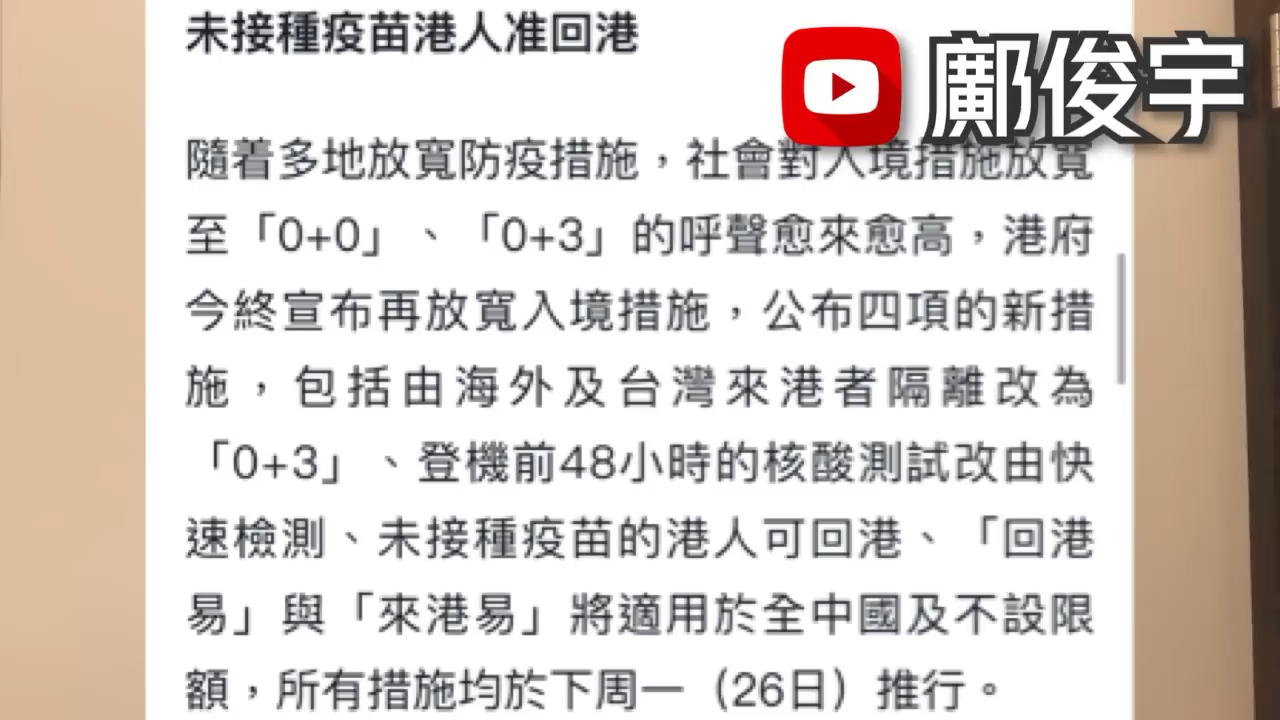 未接種疫苗港人准回港
鄺俊宇
隨着多地放寬防疫措施，社會對入境措施放寬
至「0+0」、「0+3」的呼聲愈來愈高，港府
今終宣布再放寬入境措施，公布四項的新措
施，包括由海外及台灣來港者隔離改為
「0+3」、登機前48小時的核酸測試改由快
速檢測、未接種疫苗的港人可回港、「回港
易」與「來港易」將適用於全中國及不設限
額，所有措施均於下周一（26日）推行。